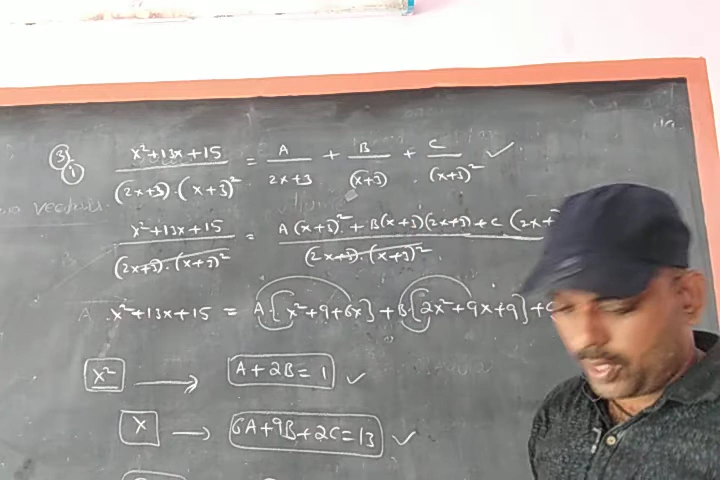 ③ ① (x²+13x+15)/((2x+3)·(x+3)²) = A/(2x+3) + B/(x+3) + C/(x+3)² ✓
(x²+13x+15)/((2x+3)·(x+3)²) = (A(x+3)² + B(x+3)(2x+3) + C(2x+)/((2x+3)·(x+3)²)
x²+13x+15 = A·[x²+9+6x] + B·[2x²+9x+9] +
x² → A+2B=1 ✓
x → 6A+9B+2C=13 ✓